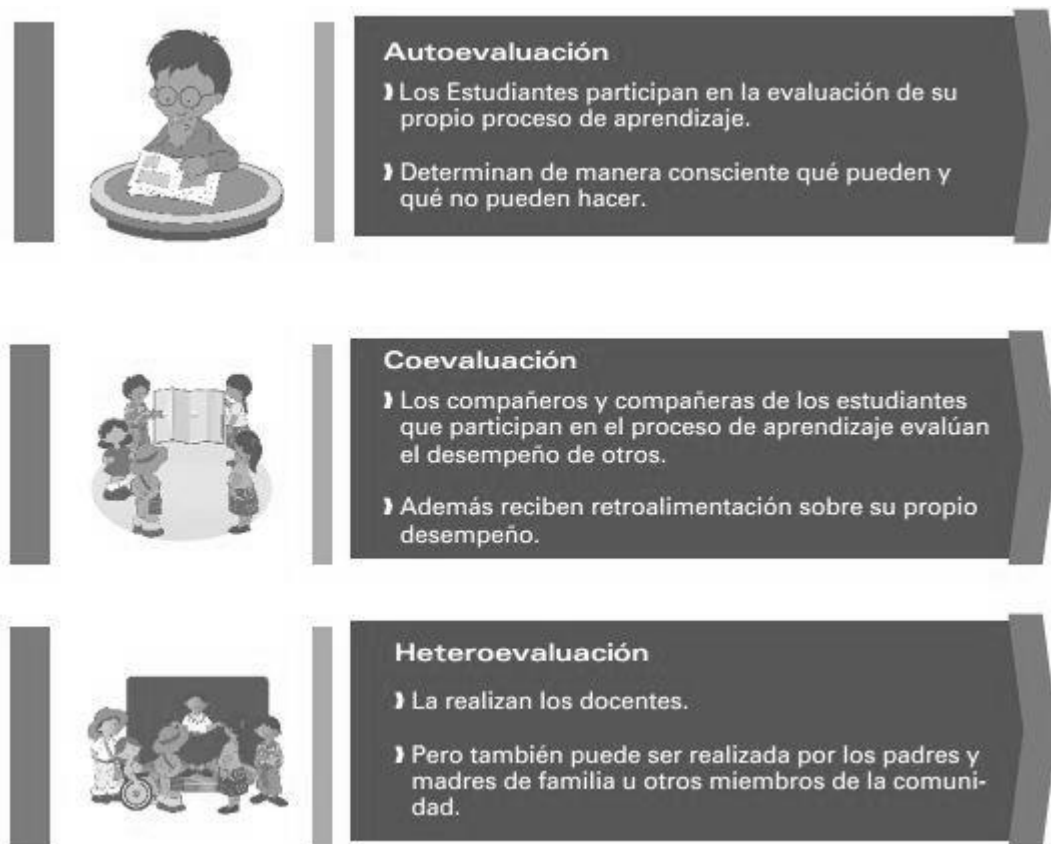 Autoevaluación
❫ Los Estudiantes participan en la evaluación de su
propio proceso de aprendizaje.
❫ Determinan de manera consciente qué pueden y
qué no pueden hacer.
Coevaluación
❫ Los compañeros y compañeras de los estudiantes
que participan en el proceso de aprendizaje evalúan
el desempeño de otros.
❫ Además reciben retroalimentación sobre su propio
desempeño.
Heteroevaluación
❫ La realizan los docentes.
❫ Pero también puede ser realizada por los padres y
madres de familia u otros miembros de la comuni-
dad.